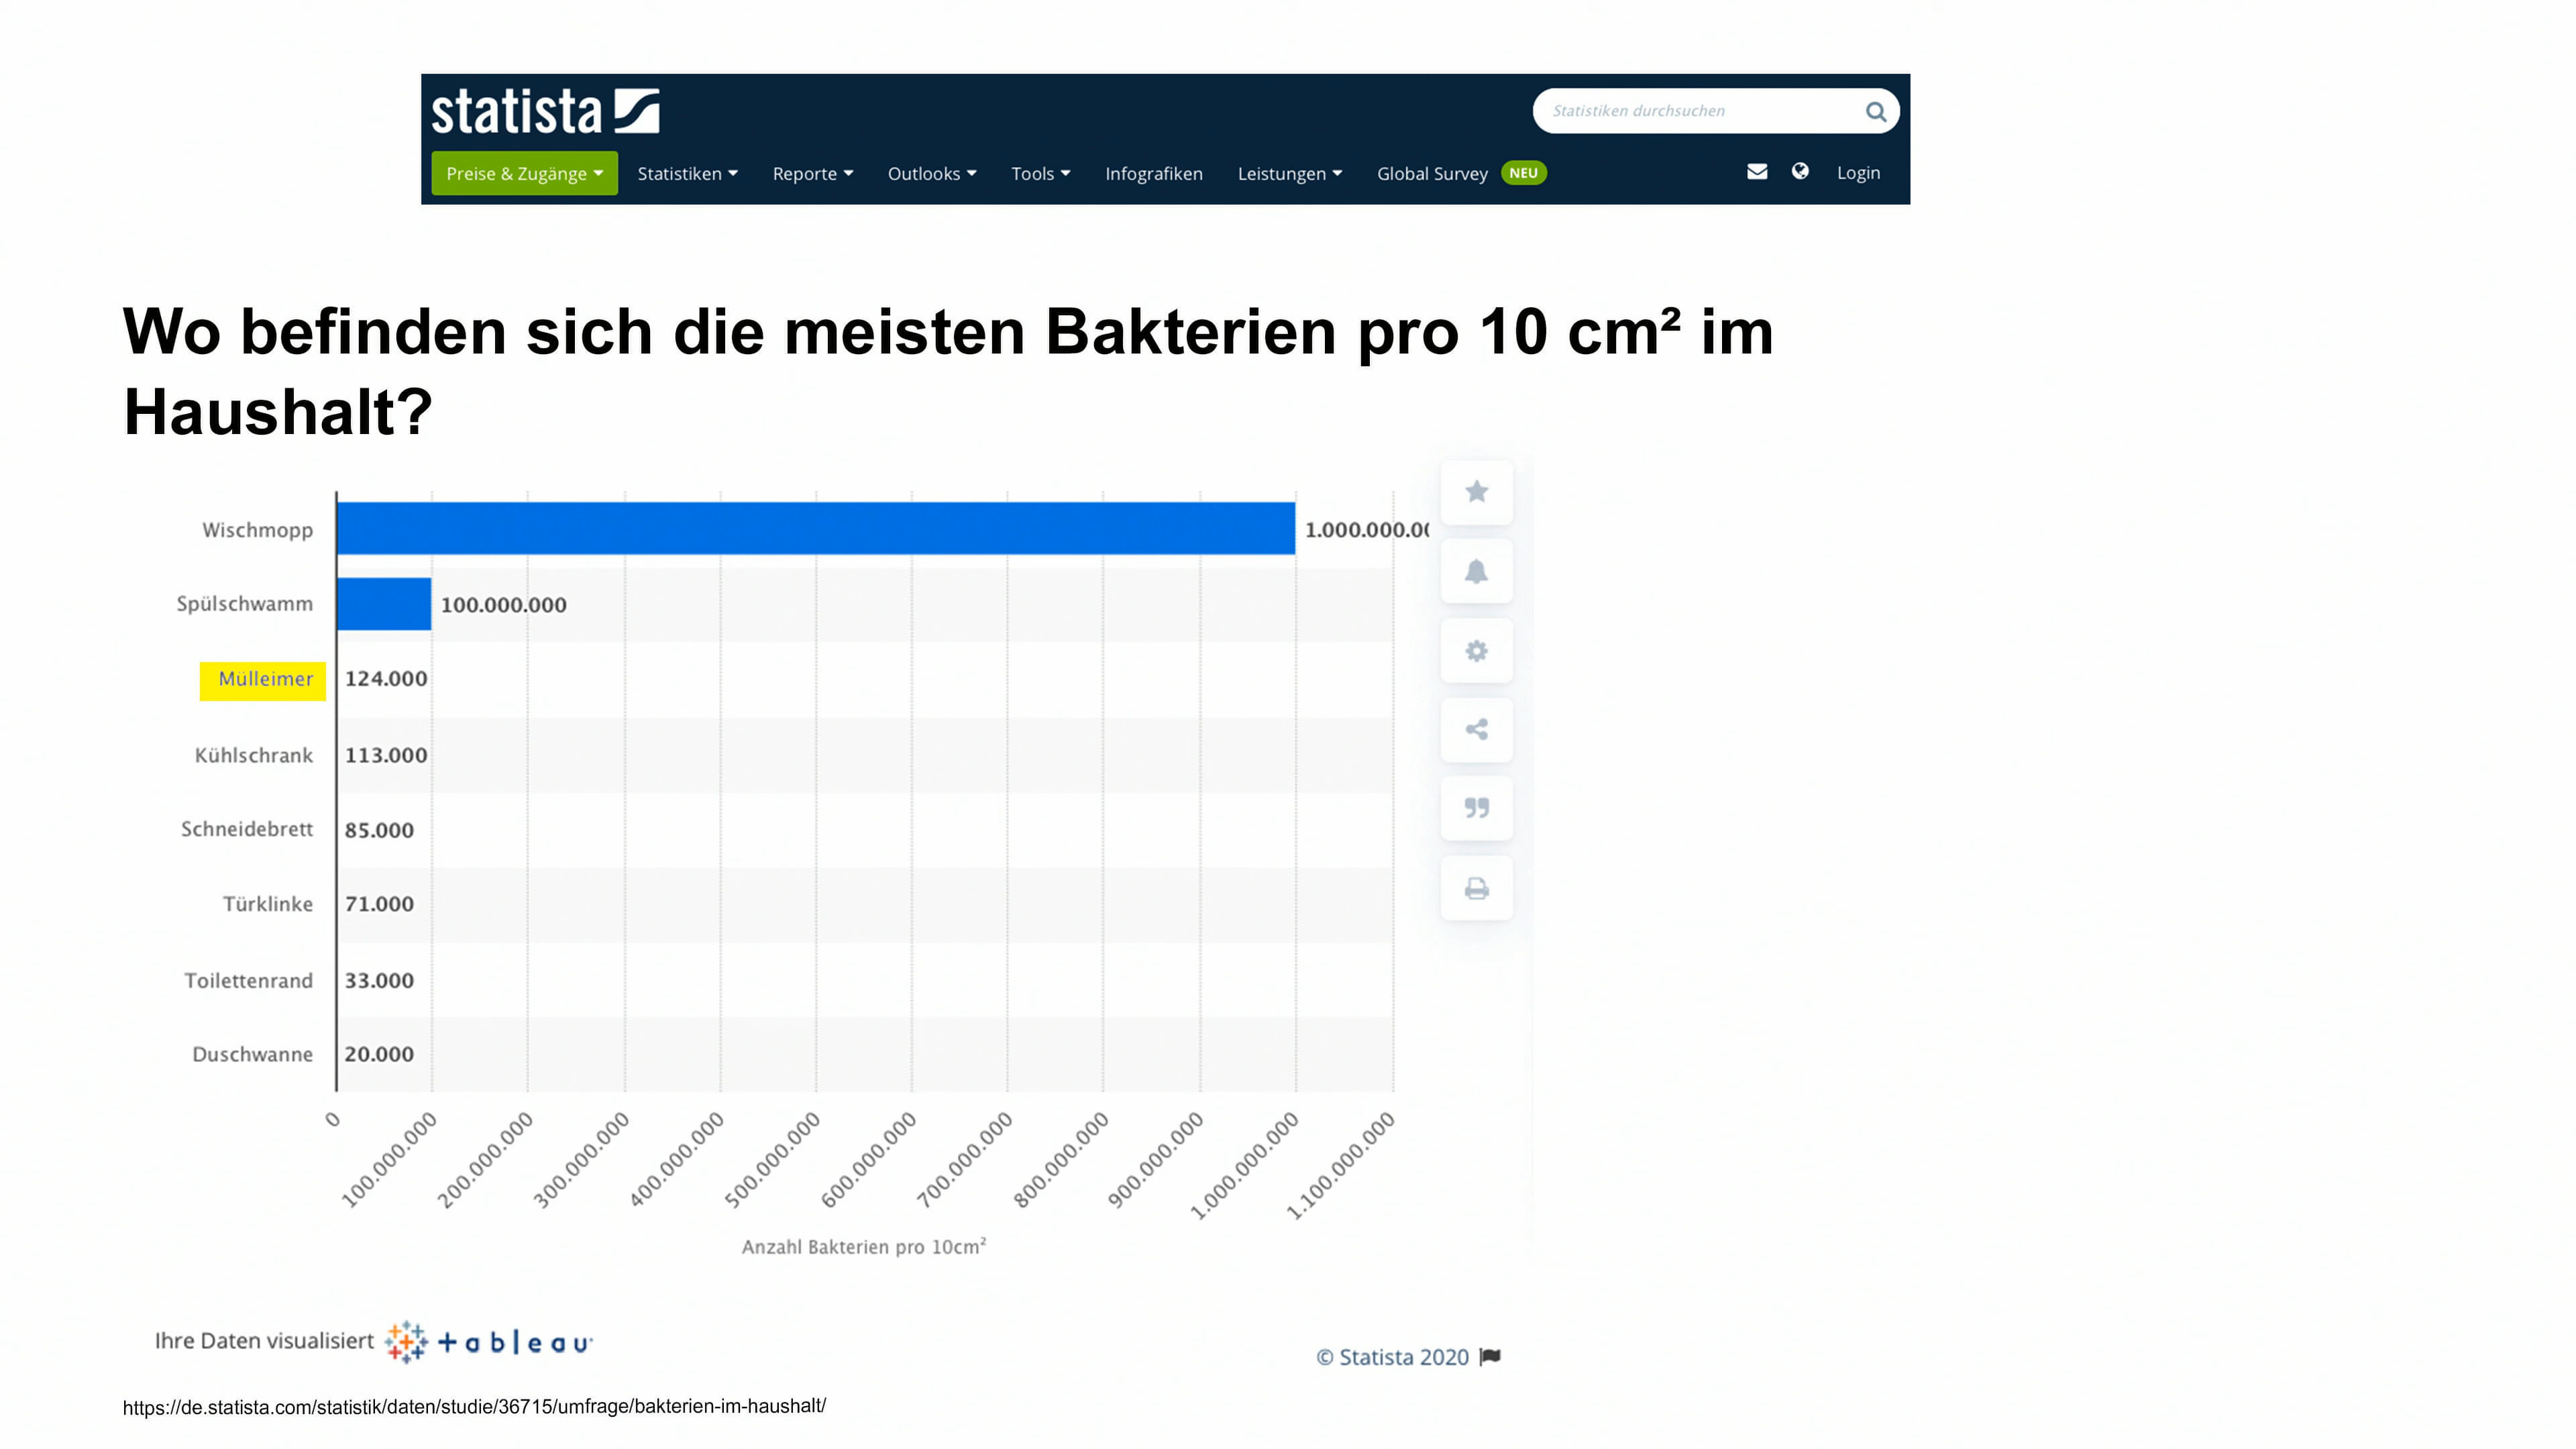 statista
Statistiken durchsuchen
Preise & Zugänge Statistiken Reporte Outlooks Tools Infografiken Leistungen Global Survey NEU Login
Wo befinden sich die meisten Bakterien pro 10 cm² im
Haushalt?
Wischmopp 1.000.000.0
Spülschwamm 100.000.000
Mülleimer 124.000
Kühlschrank 113.000
Schneidebrett 85.000
Türklinke 71.000
Toilettenrand 33.000
Duschwanne 20.000
0 100.000.000 200.000.000 300.000.000 400.000.000 500.000.000 600.000.000 700.000.000 800.000.000 900.000.000 1.000.000.000 1.100.000.000
Anzahl Bakterien pro 10cm²
Ihre Daten visualisiert +ableau
© Statista 2020
https://de.statista.com/statistik/daten/studie/36715/umfrage/bakterien-im-haushalt/